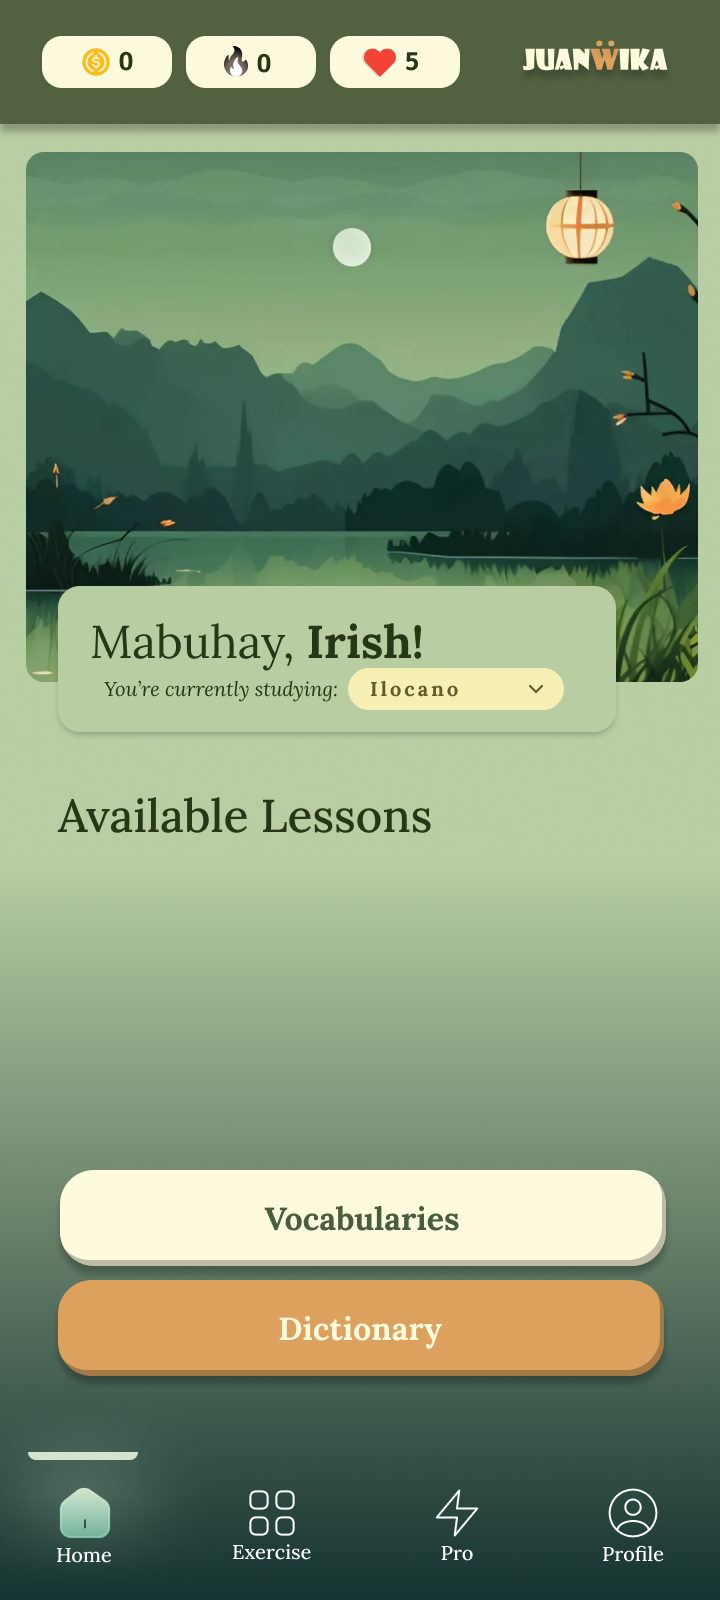 0 0 5 JUANWIKA
Mabuhay, Irish!
You're currently studying: Ilocano
Available Lessons
Vocabularies
Dictionary
Home Exercise Pro Profile